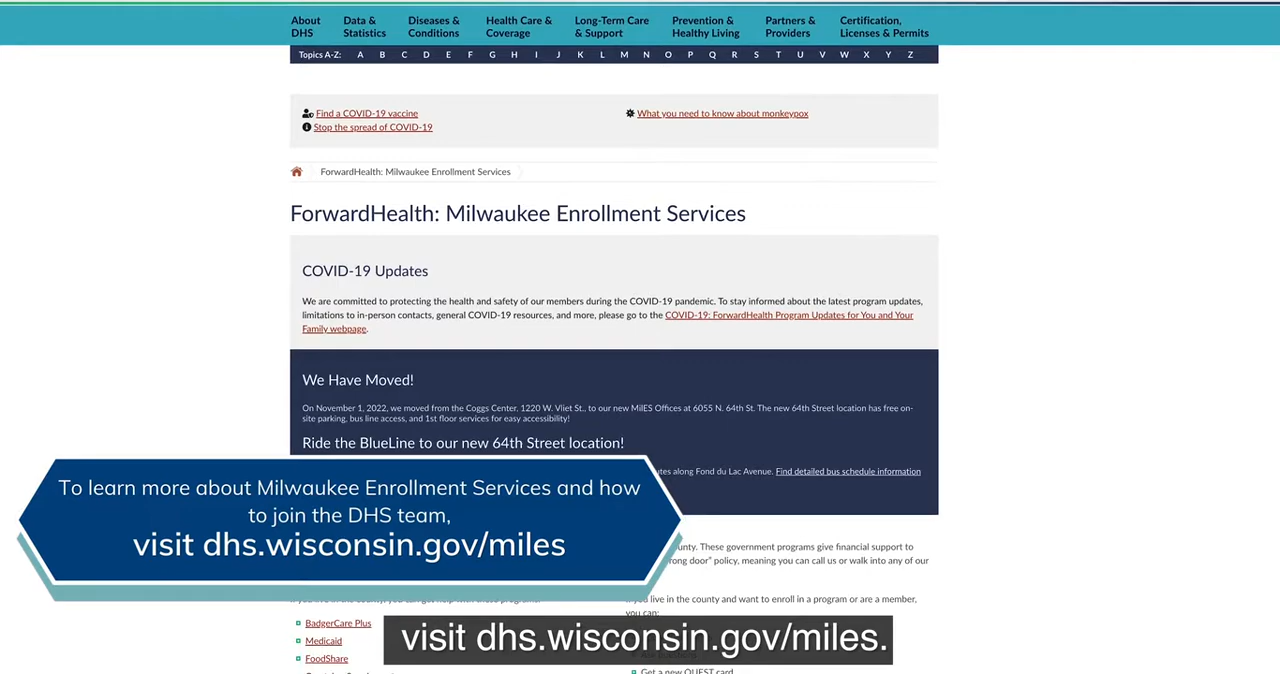 About DHS
Data & Statistics
Diseases & Conditions
Health Care & Coverage
Long-Term Care & Support
Prevention & Healthy Living
Partners & Providers
Certification, Licenses & Permits
Topics A-Z: A B C D E F G H I J K L M N O P Q R S T U V W X Y Z
Find a COVID-19 vaccine
Stop the spread of COVID-19
What you need to know about monkeypox
ForwardHealth: Milwaukee Enrollment Services
ForwardHealth: Milwaukee Enrollment Services
COVID-19 Updates
We are committed to protecting the health and safety of our members during the COVID-19 pandemic. To stay informed about the latest program updates,
limitations to in-person contacts, general COVID-19 resources, and more, please go to the COVID-19: ForwardHealth Program Updates for You and Your
Family webpage.
We Have Moved!
On November 1, 2022, we moved from the Coggs Center, 1220 W. Vliet St., to our new MilES Offices at 6055 N. 64th St. The new 64th Street location has free on-
site parking, bus line access, and 1st floor services for easy accessibility!
Ride the BlueLine to our new 64th Street location!
along Fond du Lac Avenue. Find detailed bus schedule information
To learn more about Milwaukee Enrollment Services and how
to join the DHS team,
visit dhs.wisconsin.gov/miles
These government programs give financial support to
door" policy, meaning you can call us or walk into any of our
live in the county and want to enroll in a program or are a member,
you can:
BadgerCare Plus
Medicaid
FoodShare
Get a new QUEST card
visit dhs.wisconsin.gov/miles.